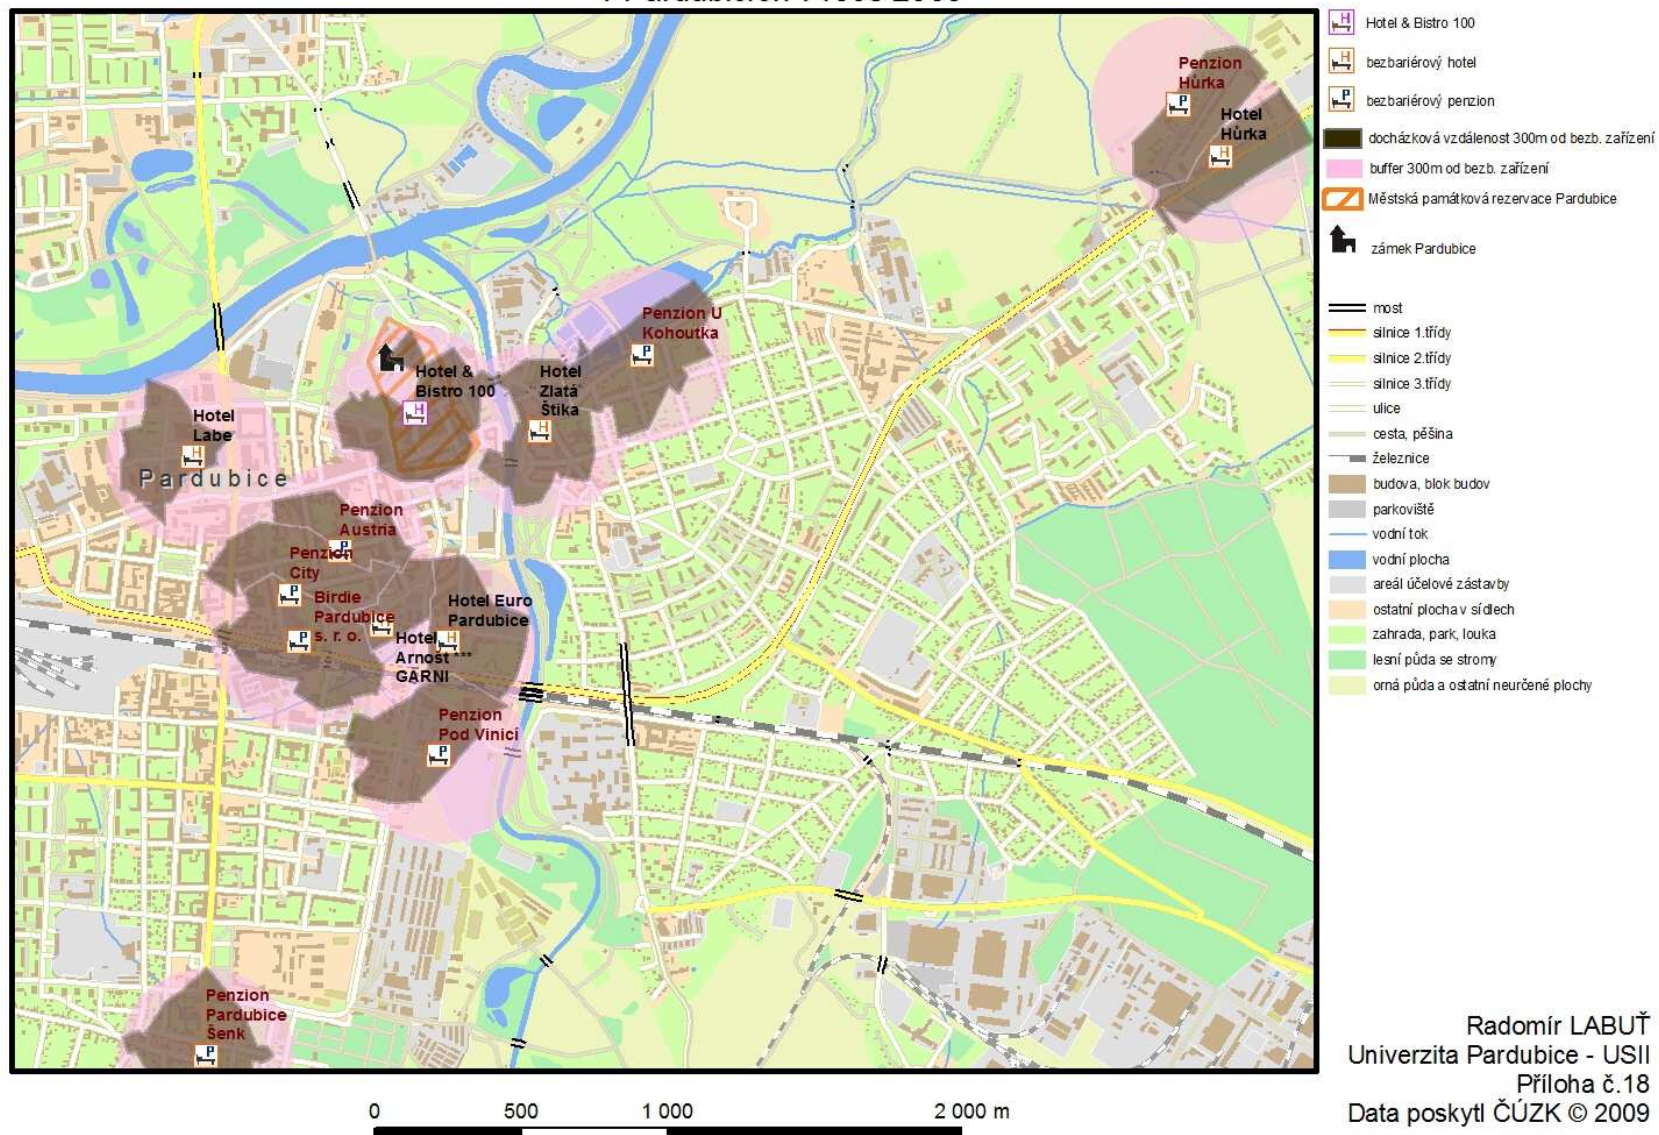 Penzion
Hůrka
Hotel
Hůrka
Penzion U
Kohoutka
Hotel &
Bistro 100
Hotel
Zlatá
Štika
Hotel
Labe
Pardubice
Penzion
Austria
Penzion
City
Birdie
Pardubice
s. r. o.
Hotel Euro
Pardubice
Hotel
Arnošt ***
GARNI
Penzion
Pod Vinicí
Penzion
Pardubice
Šenk
Hotel & Bistro 100
bezbariérový hotel
bezbariérový penzion
docházková vzdálenost 300m od bezb. zařízení
buffer 300m od bezb. zařízení
Městská památková rezervace Pardubice
zámek Pardubice
most
silnice 1.třídy
silnice 2.třídy
silnice 3.třídy
ulice
cesta, pěšina
železnice
budova, blok budov
parkoviště
vodní tok
vodní plocha
areál účelové zástavby
ostatní plocha v sídlech
zahrada, park, louka
lesní půda se stromy
orná půda a ostatní neurčené plochy
Radomír LABUŤ
Univerzita Pardubice - USII
Příloha č.18
Data poskytl ČÚZK © 2009
0 500 1 000 2 000 m